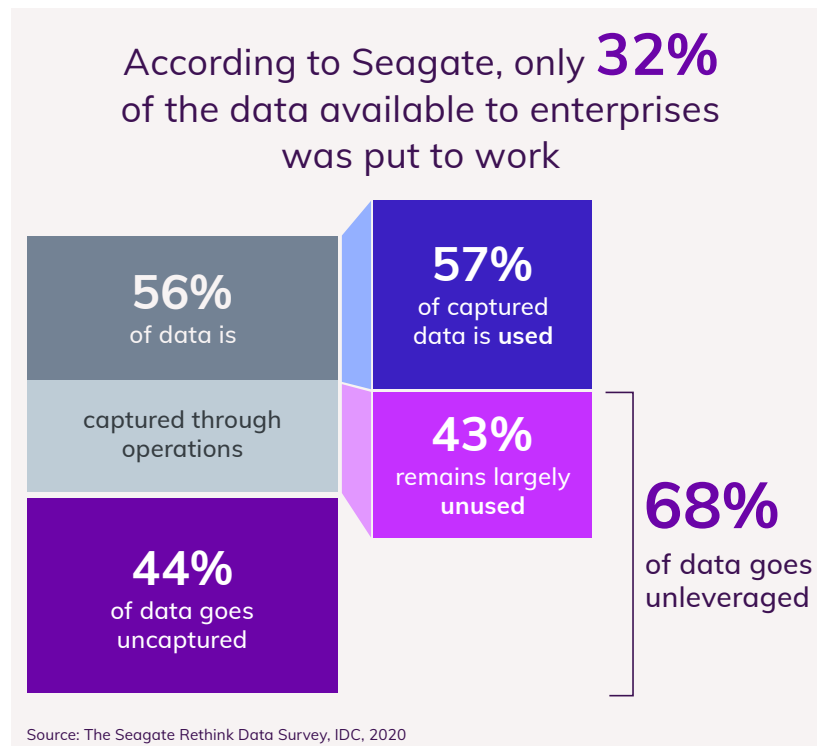 According to Seagate, only 32%
of the data available to enterprises
was put to work
56%
of data is
captured through
operations
44%
of data goes
uncaptured
57%
of captured
data is used
43%
remains largely
unused
68%
of data goes
unleveraged
Source: The Seagate Rethink Data Survey, IDC, 2020